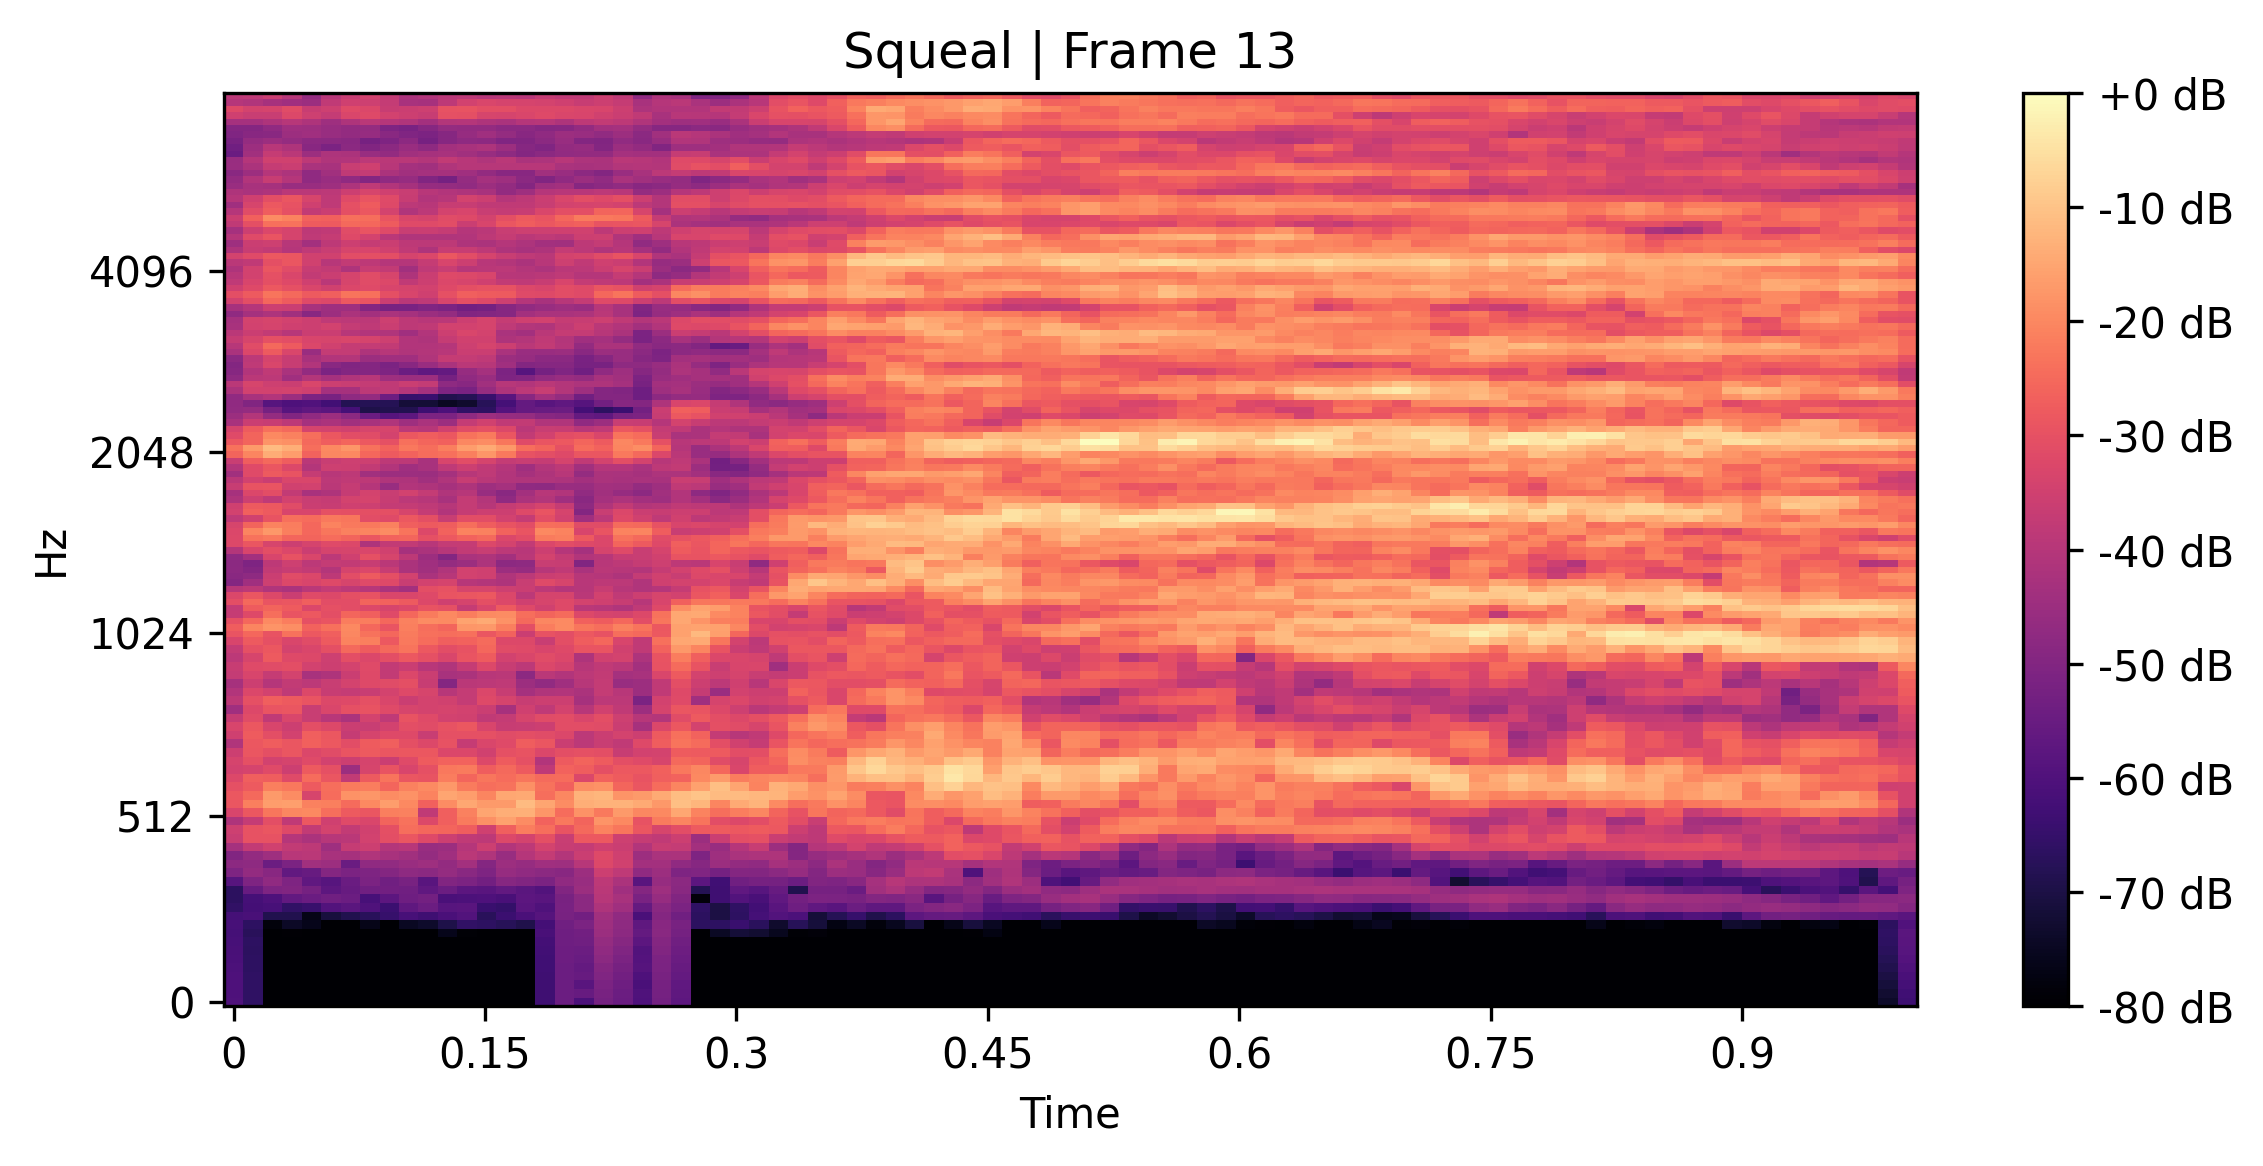 Squeal | Frame 13
+0 dB
-10 dB
-20 dB
-30 dB
-40 dB
-50 dB
-60 dB
-70 dB
-80 dB
Hz
4096
2048
1024
512
0
0 0.15 0.3 0.45 0.6 0.75 0.9
Time